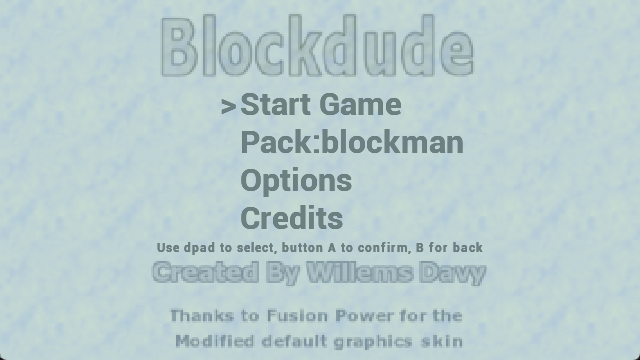 Blockdude
>Start Game
Pack:blockman
Options
Credits
Use dpad to select, button A to confirm, B for back
Created By Willems Davy
Thanks to Fusion Power for the
Modified default graphics skin